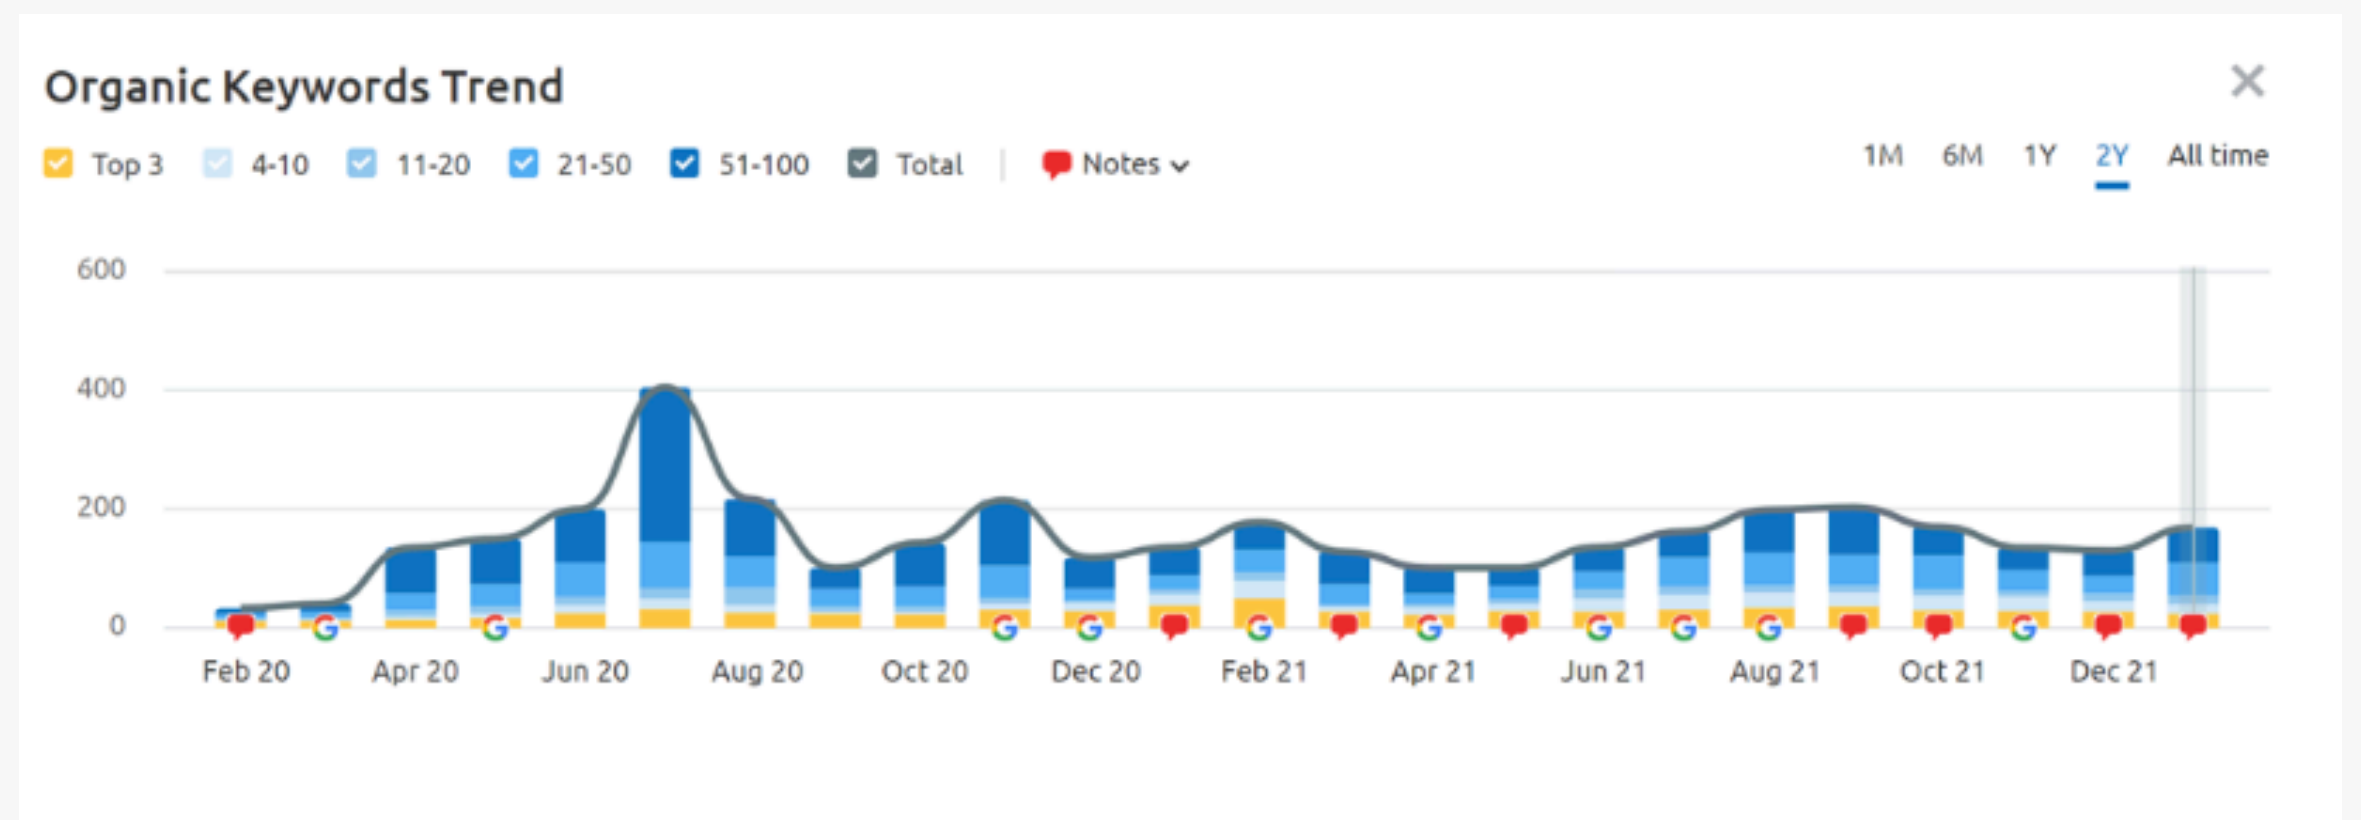 Organic Keywords Trend
Top 3 4-10 11-20 21-50 51-100 Total Notes 1M 6M 1Y 2Y All time
600
400
200
0
Feb 20 Apr 20 Jun 20 Aug 20 Oct 20 Dec 20 Feb 21 Apr 21 Jun 21 Aug 21 Oct 21 Dec 21